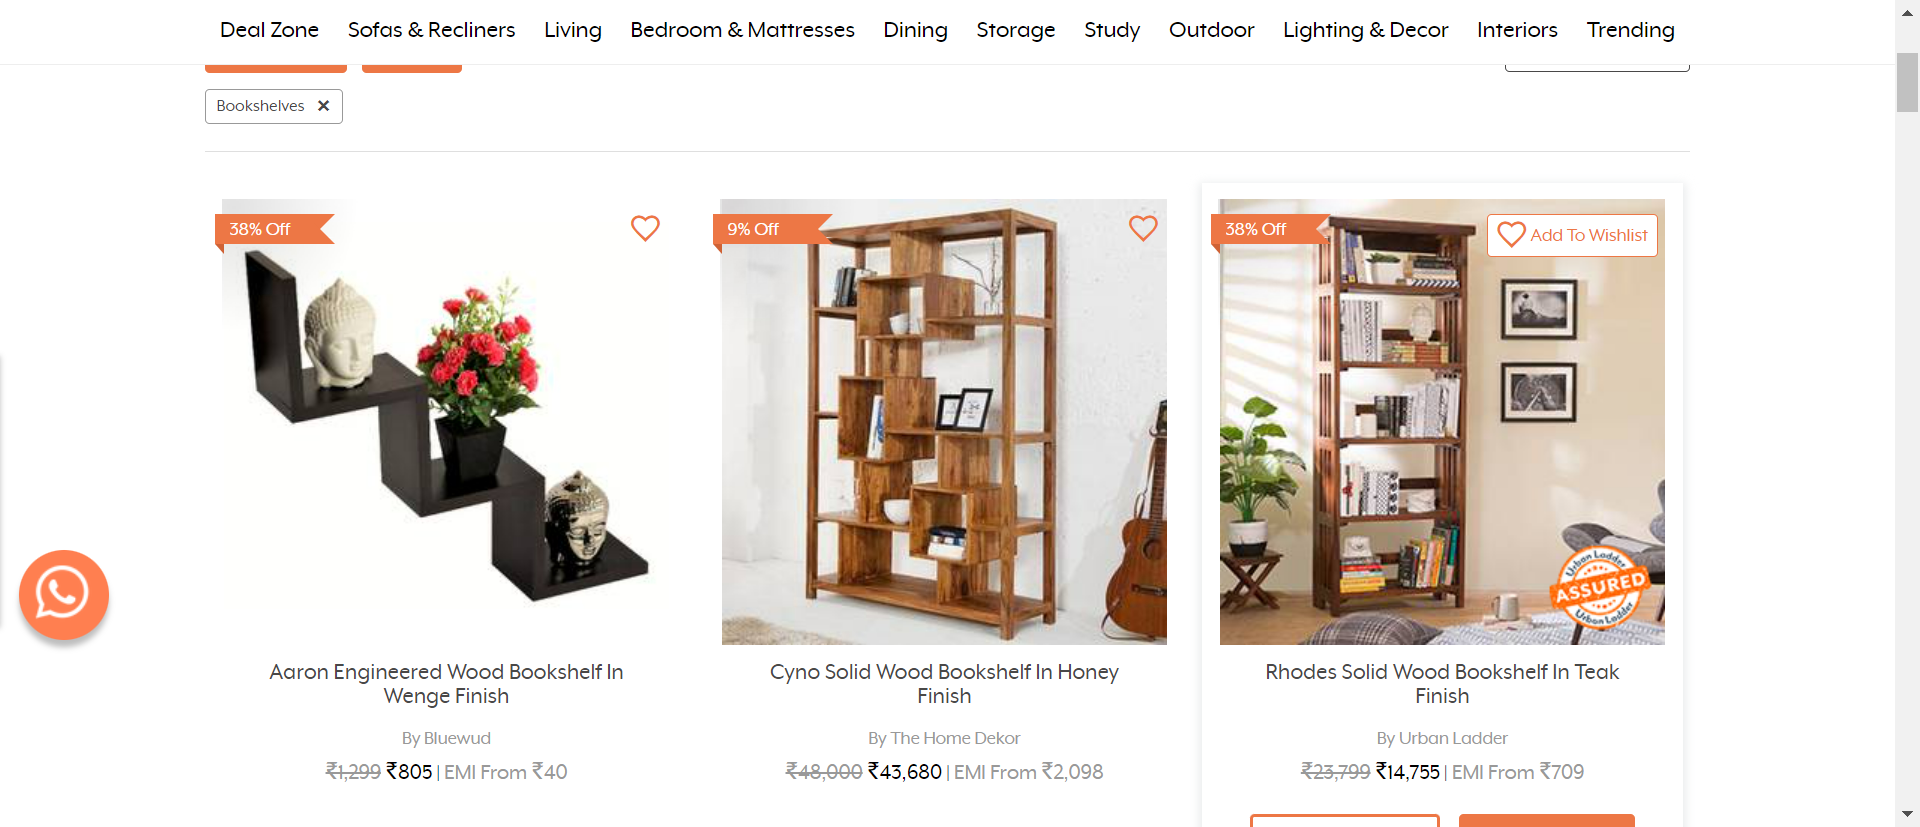 Deal Zone Sofas & Recliners Living Bedroom & Mattresses Dining Storage Study Outdoor Lighting & Decor Interiors Trending
Bookshelves ✕
38% Off
9% Off
38% Off
Add To Wishlist
Urban Ladder
ASSURED
Urban Ladder
Aaron Engineered Wood Bookshelf In
Wenge Finish
By Bluewud
₹1,299 ₹805 | EMI From ₹40
Cyno Solid Wood Bookshelf In Honey
Finish
By The Home Dekor
₹48,000 ₹43,680 | EMI From ₹2,098
Rhodes Solid Wood Bookshelf In Teak
Finish
By Urban Ladder
₹23,799 ₹14,755 | EMI From ₹709